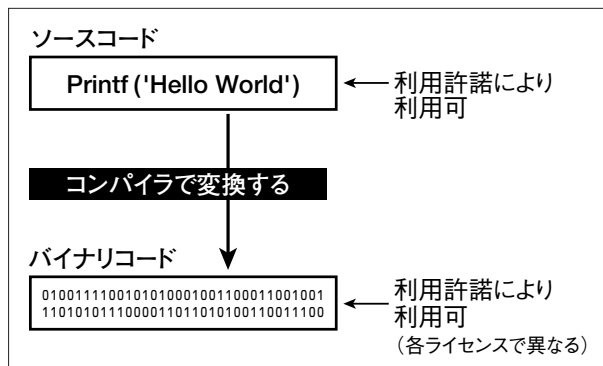 ソースコード
Printf ('Hello World')
利用許諾により
利用可
コンパイラで変換する
バイナリコード
010011110010101000100110001100100​1
110101011100001101101010011001110​0
利用許諾により
利用可
（各ライセンスで異なる）